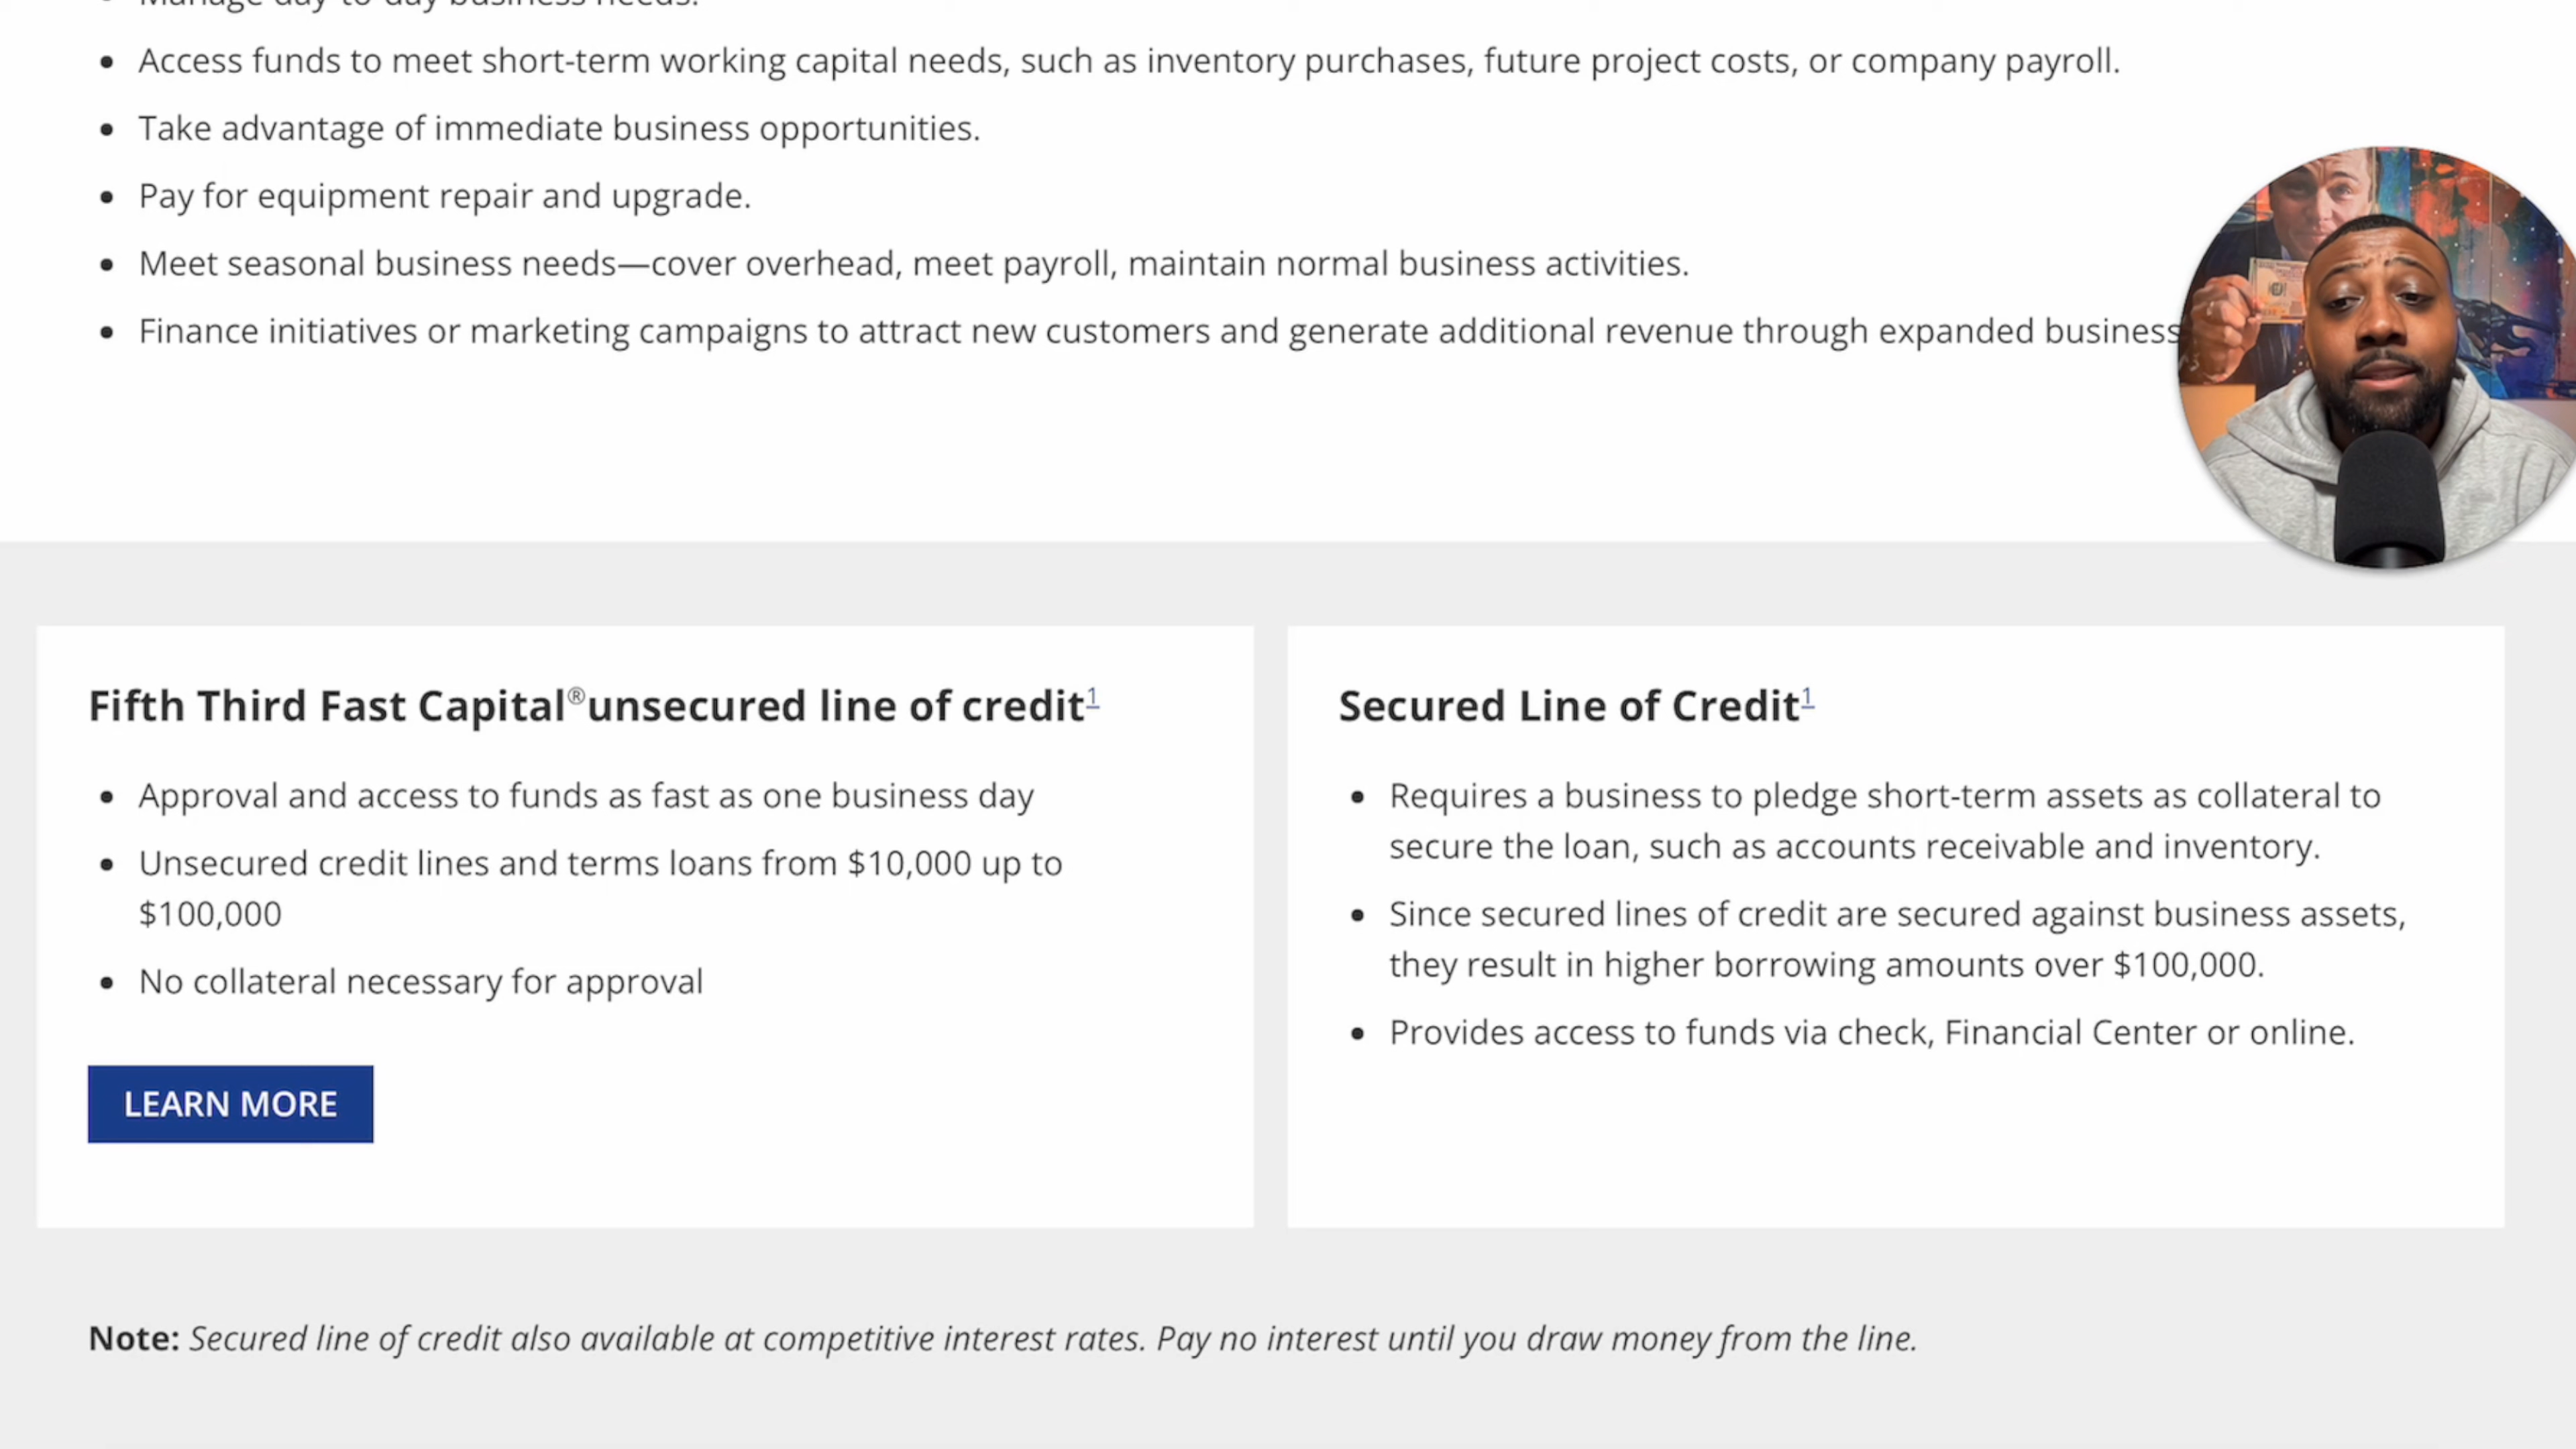 Manage day-to-day business needs.
Access funds to meet short-term working capital needs, such as inventory purchases, future project costs, or company payroll.
Take advantage of immediate business opportunities.
Pay for equipment repair and upgrade.
Meet seasonal business needs—cover overhead, meet payroll, maintain normal business activities.
Finance initiatives or marketing campaigns to attract new customers and generate additional revenue through expanded business
Fifth Third Fast Capital®unsecured line of credit1
Approval and access to funds as fast as one business day
Unsecured credit lines and terms loans from $10,000 up to
$100,000
No collateral necessary for approval
LEARN MORE
Secured Line of Credit1
Requires a business to pledge short-term assets as collateral to
secure the loan, such as accounts receivable and inventory.
Since secured lines of credit are secured against business assets,
they result in higher borrowing amounts over $100,000.
Provides access to funds via check, Financial Center or online.
Note: Secured line of credit also available at competitive interest rates. Pay no interest until you draw money from the line.